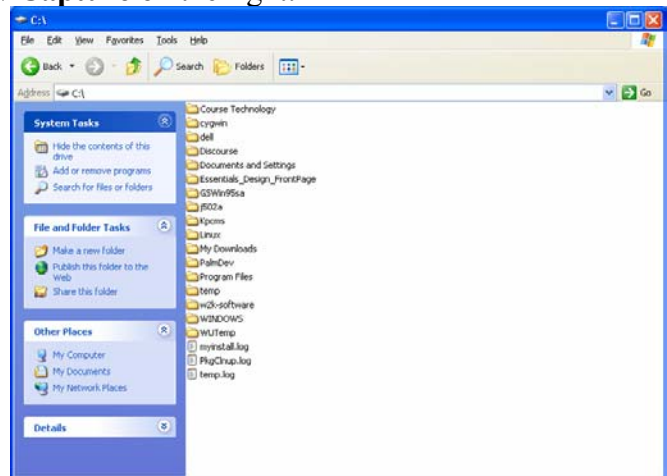 C:\
File Edit View Favorites Tools Help
Back Search Folders
Address C:\ Go
System Tasks
Hide the contents of this
drive
Add or remove programs
Search for files or folders
File and Folder Tasks
Make a new folder
Publish this folder to the
Web
Share this folder
Other Places
My Computer
My Documents
My Network Places
Details
Course Technology
cygwin
dell
Discourse
Documents and Settings
Essentials_Design_FrontPage
GSWin95sa
j502a
Kpcms
Linux
My Downloads
PalmDev
Program Files
temp
w2k-software
WINDOWS
WUTemp
myinstall.log
PkgClnup.log
temp.log